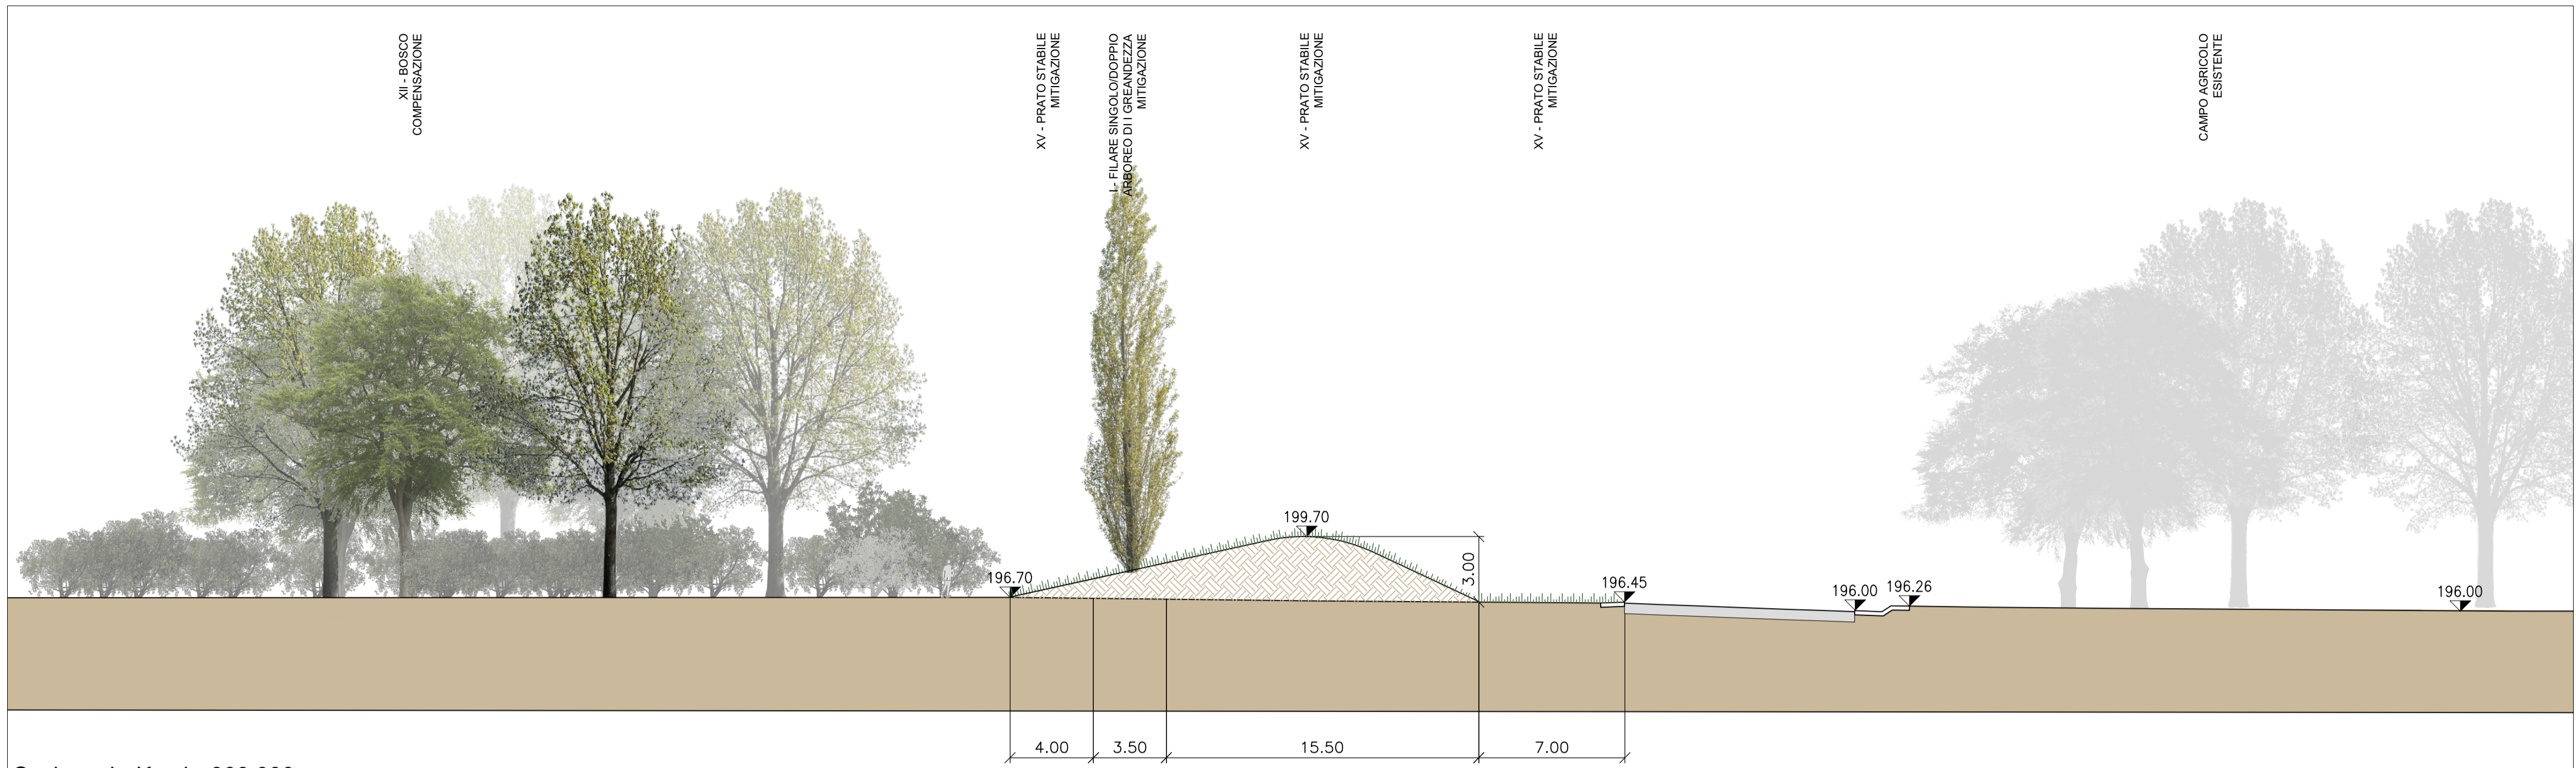 XII - BOSCO
COMPENSAZIONE
XV - PRATO STABILE
MITIGAZIONE
I - FILARE SINGOLO/DOPPIO
ARBOREO DI I GREANDEZZA
MITIGAZIONE
XV - PRATO STABILE
MITIGAZIONE
XV - PRATO STABILE
MITIGAZIONE
CAMPO AGRICOLO
ESISTENTE
199.70
3.00
196.70
196.45
196.00
196.26
196.00
4.00
3.50
15.50
7.00